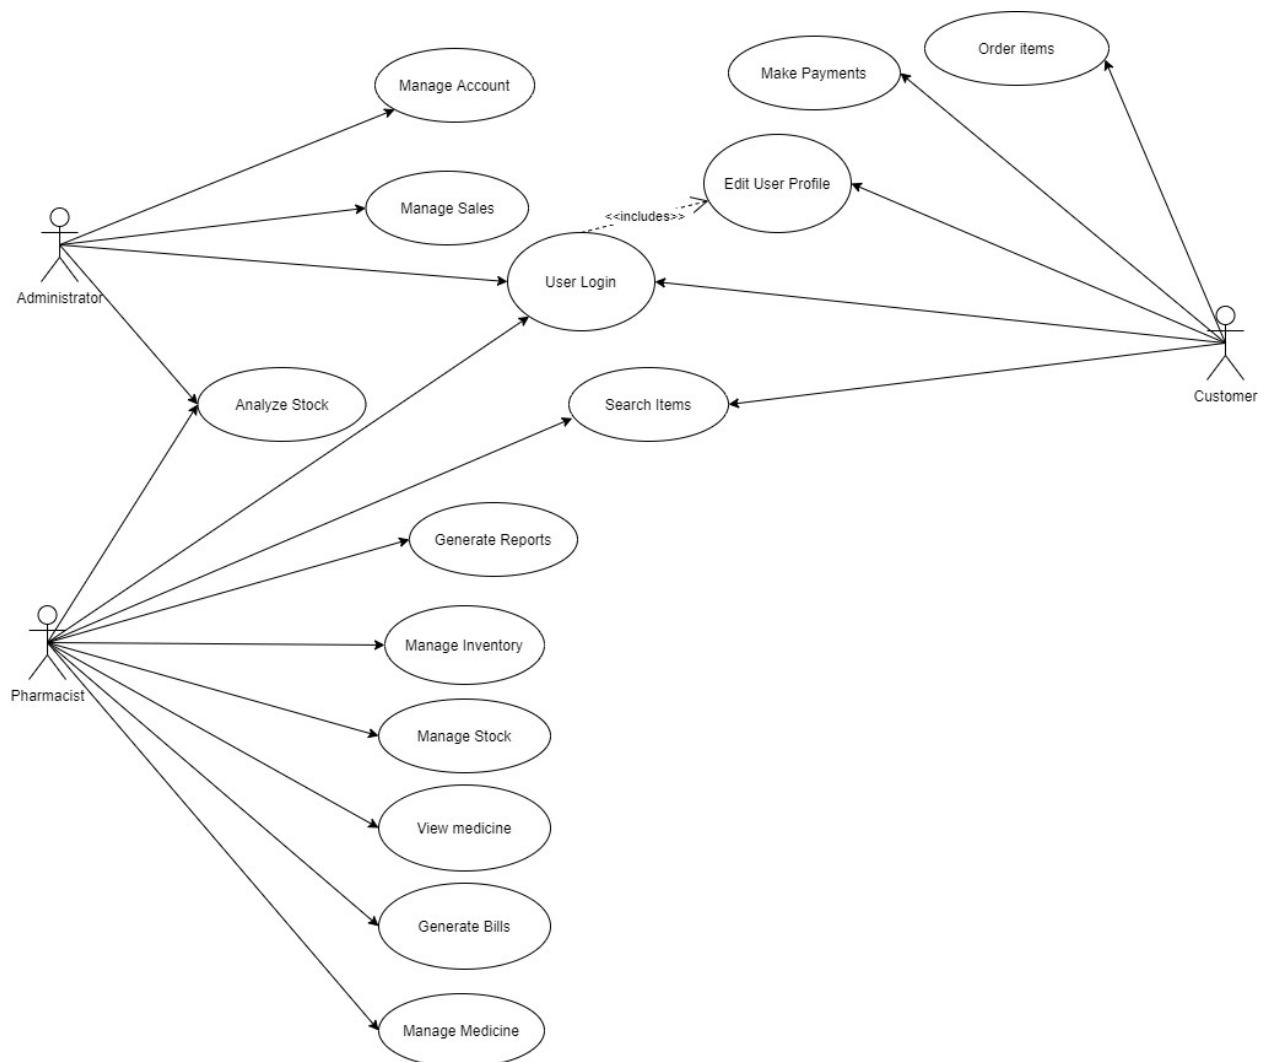 Order items
Make Payments
Manage Account
Edit User Profile
Manage Sales
<<includes>>
User Login
Administrator
Customer
Analyze Stock
Search Items
Generate Reports
Manage Inventory
Pharmacist
Manage Stock
View medicine
Generate Bills
Manage Medicine